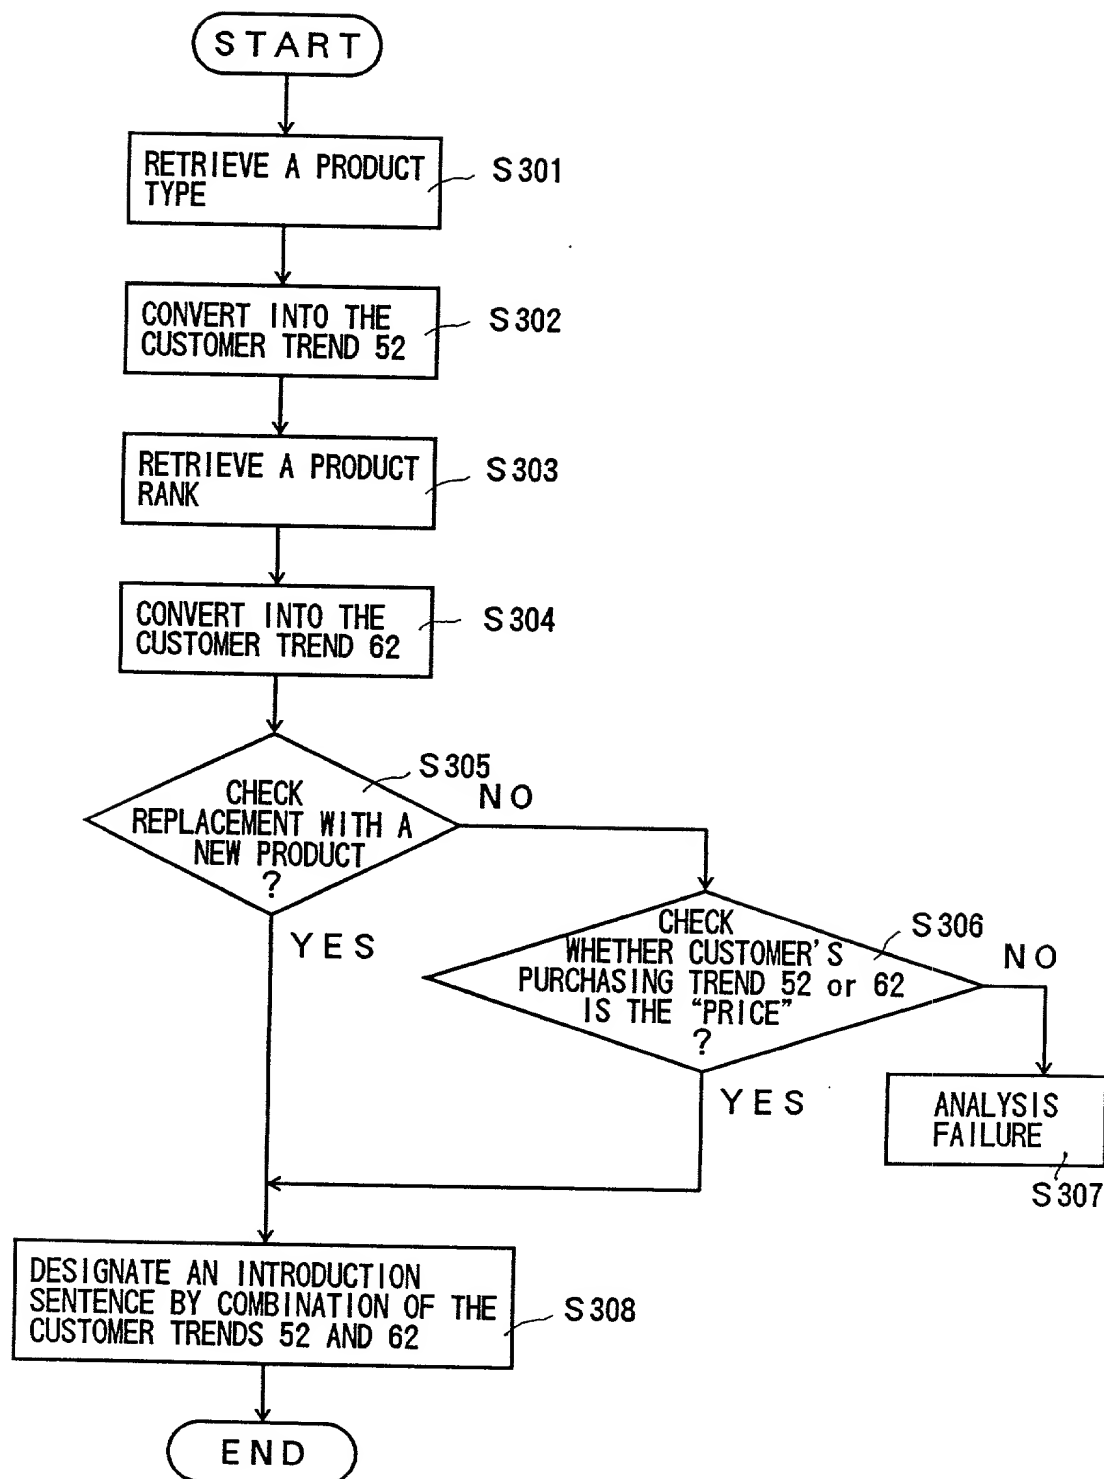 START
RETRIEVE A PRODUCT
TYPE
S301
CONVERT INTO THE
CUSTOMER TREND 52
S302
RETRIEVE A PRODUCT
RANK
S303
CONVERT INTO THE
CUSTOMER TREND 62
S304
S305
CHECK
REPLACEMENT WITH A
NEW PRODUCT
?
NO
YES
CHECK
WHETHER CUSTOMER'S
PURCHASING TREND 52 or 62
IS THE “PRICE”
?
S306
NO
YES
ANALYSIS
FAILURE
S307
DESIGNATE AN INTRODUCTION
SENTENCE BY COMBINATION OF THE
CUSTOMER TRENDS 52 AND 62
S308
END